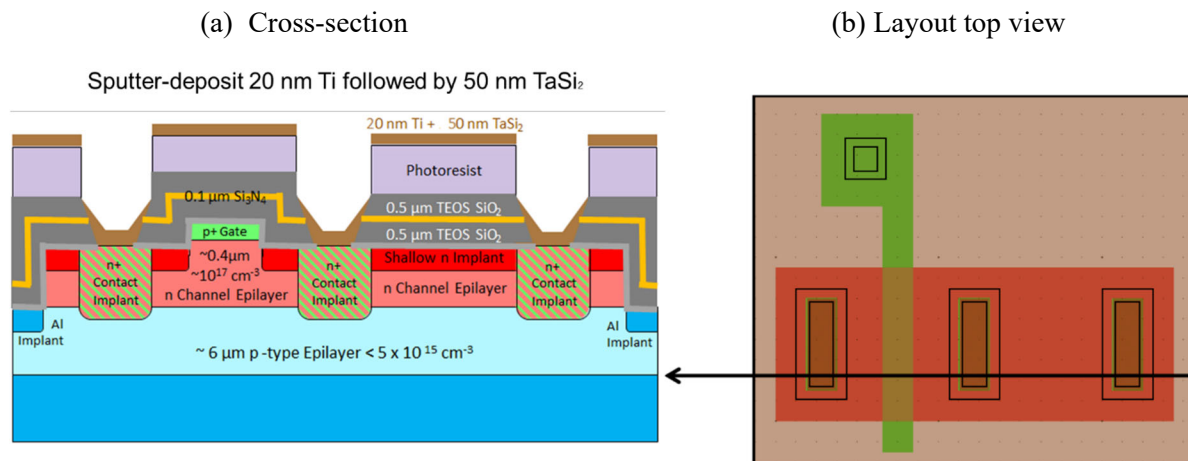 (a) Cross-section
(b) Layout top view
Sputter-deposit 20 nm Ti followed by 50 nm TaSi₂
20 nm Ti + 50 nm TaSi₂
Photoresist
0.1 µm Si₃N₄
0.5 µm TEOS SiO₂
0.5 µm TEOS SiO₂
p+ Gate
n+
Contact
Implant
~0.4µm
~10¹⁷ cm⁻³
n Channel Epilayer
n+
Contact
Implant
Shallow n Implant
n Channel Epilayer
n+
Contact
Implant
Al
Implant
Al
Implant
~ 6 µm p -type Epilayer < 5 x 10¹⁵ cm⁻³